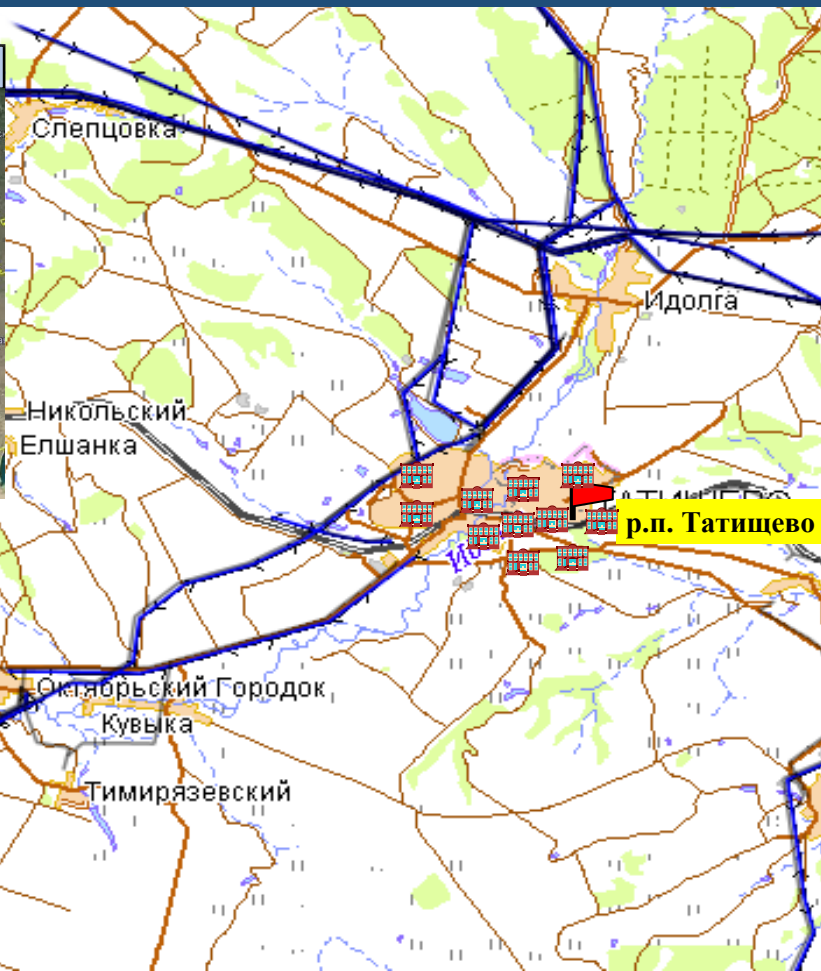 Слепцовка
Идолга
Никольский
Елшанка
р.п. Татищево
Октябрьский Городок
Кувыка
Тимирязевский